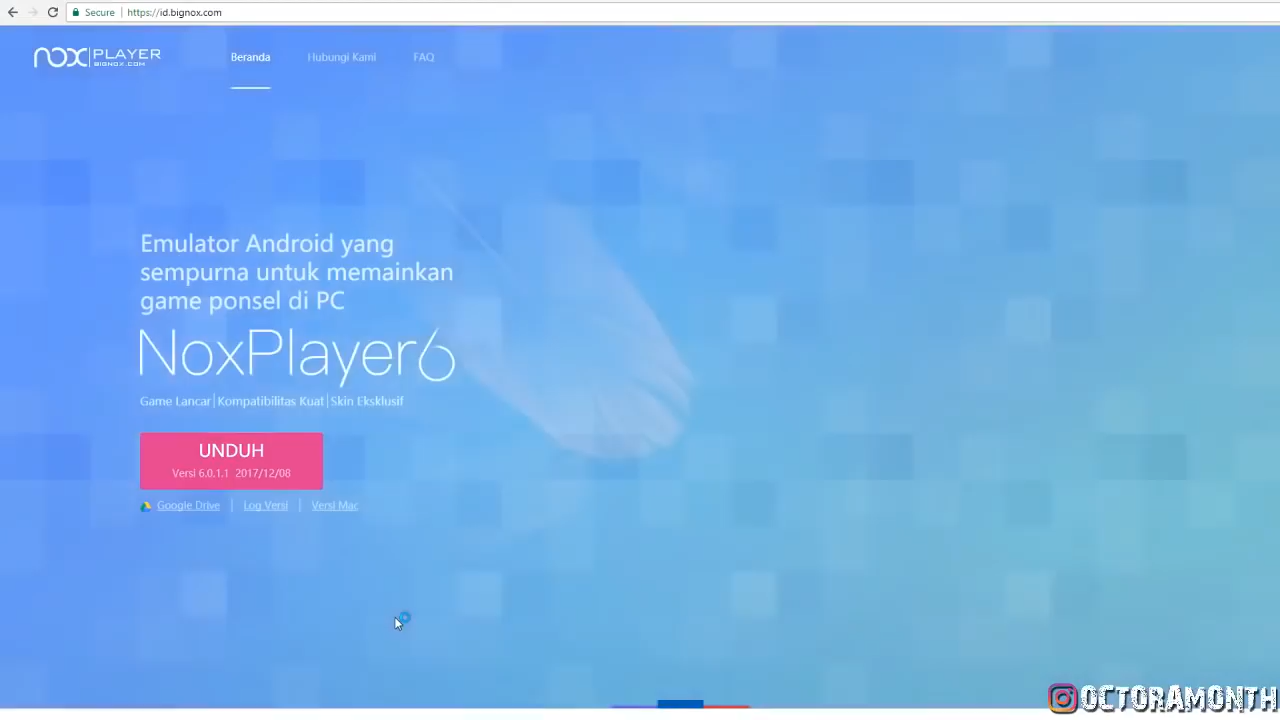 Secure https://id.bignox.com
NOX PLAYER
BIGNOX.COM
Beranda Hubungi Kami FAQ
Emulator Android yang
sempurna untuk memainkan
game ponsel di PC
NoxPlayer6
Game Lancar|Kompatibilitas Kuat|Skin Eksklusif
UNDUH
Versi 6.0.1.1 2017/12/08
Google Drive | Log Versi | Versi Mac
OCTORAMONTH